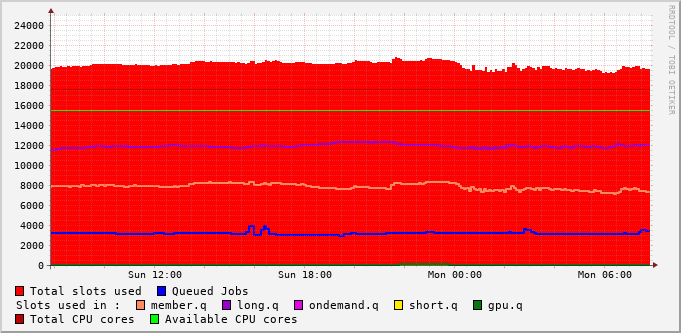 24000
22000
20000
18000
16000
14000
12000
10000
8000
6000
4000
2000
0
Sun 12:00 Sun 18:00 Mon 00:00 Mon 06:00
Total slots used Queued Jobs
Slots used in : member.q long.q ondemand.q short.q gpu.q
Total CPU cores Available CPU cores
RRDTOOL / TOBI OETIKER